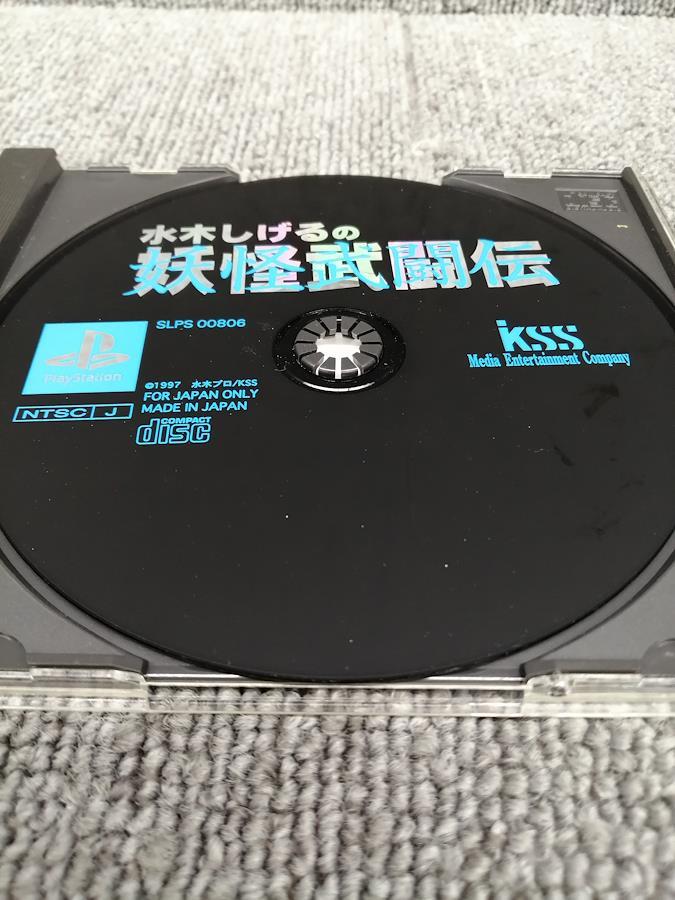 水木しげるの
妖怪武闘伝
SLPS 00806
PlayStation
NTSC J
©1997 水木プロ/KSS
FOR JAPAN ONLY
MADE IN JAPAN
COMPACT
disc
KSS
Media Entertainment Company